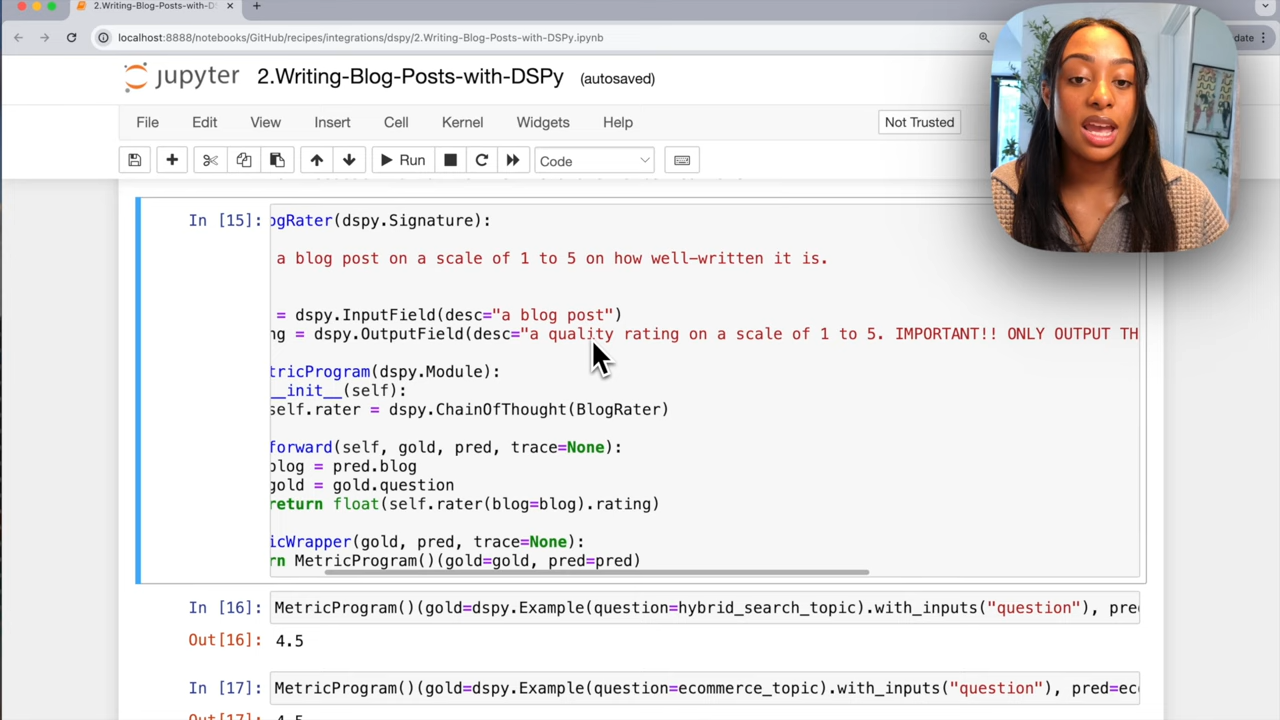 2.Writing-Blog-Posts-with-DS
localhost:8888/notebooks/GitHub/recipes/integrations/dspy/2.Writing-Blog-Posts-with-DSPy.ipynb
date
jupyter 2.Writing-Blog-Posts-with-DSPy (autosaved)
File Edit View Insert Cell Kernel Widgets Help Not Trusted
Run Code
In [15]: ogRater(dspy.Signature):
a blog post on a scale of 1 to 5 on how well-written it is.
= dspy.InputField(desc="a blog post")
ng = dspy.OutputField(desc="a quality rating on a scale of 1 to 5. IMPORTANT!! ONLY OUTPUT TH
tricProgram(dspy.Module):
__init__(self):
self.rater = dspy.ChainOfThought(BlogRater)
forward(self, gold, pred, trace=None):
blog = pred.blog
gold = gold.question
return float(self.rater(blog=blog).rating)
icWrapper(gold, pred, trace=None):
rn MetricProgram()(gold=gold, pred=pred)
In [16]: MetricProgram()(gold=dspy.Example(question=hybrid_search_topic).with_inputs("question"), pre
Out[16]: 4.5
In [17]: MetricProgram()(gold=dspy.Example(question=ecommerce_topic).with_inputs("question"), pred=ec
Out[17]: 4.5